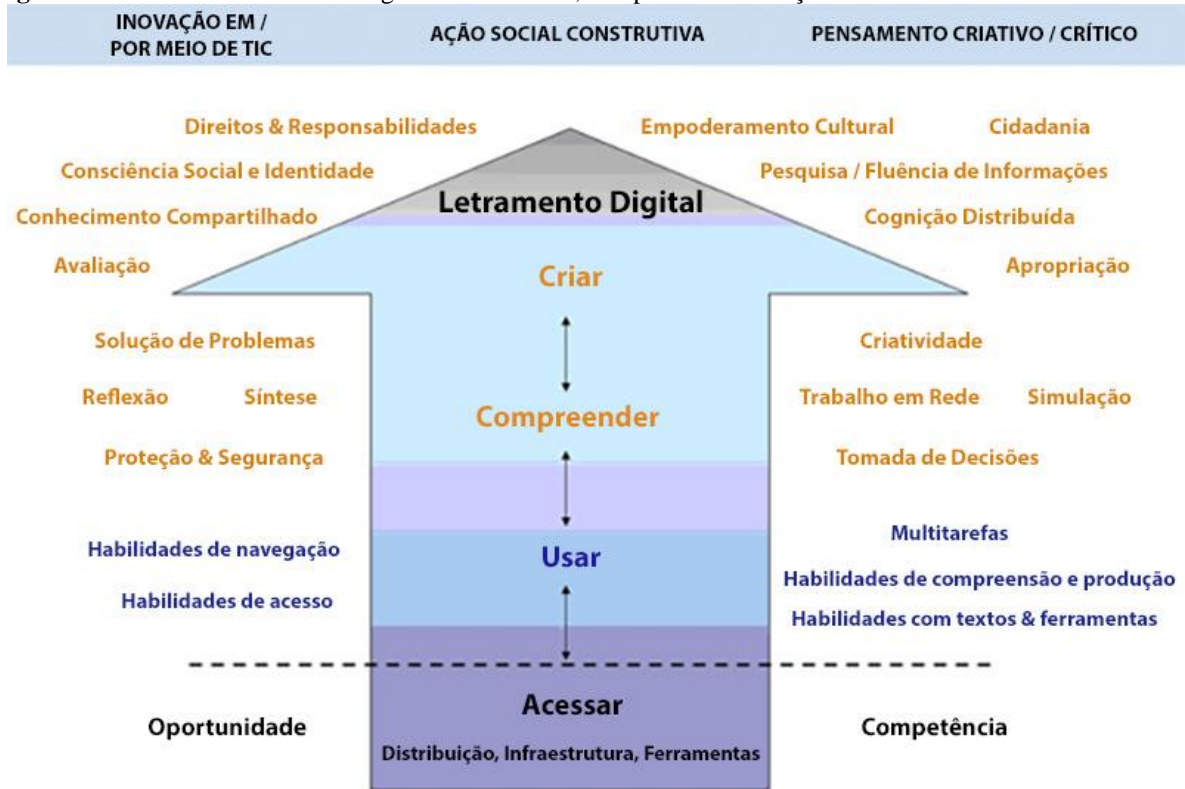 INOVAÇÃO EM /
POR MEIO DE TIC
AÇÃO SOCIAL CONSTRUTIVA
PENSAMENTO CRIATIVO / CRÍTICO
Direitos & Responsabilidades
Empoderamento Cultural
Cidadania
Consciência Social e Identidade
Pesquisa / Fluência de Informações
Letramento Digital
Conhecimento Compartilhado
Cognição Distribuída
Avaliação
Criar
Apropriação
Solução de Problemas
Criatividade
Reflexão
Síntese
Compreender
Trabalho em Rede
Simulação
Proteção & Segurança
Tomada de Decisões
Habilidades de navegação
Usar
Multitarefas
Habilidades de acesso
Habilidades de compreensão e produção
Habilidades com textos & ferramentas
Oportunidade
Acessar
Competência
Distribuição, Infraestrutura, Ferramentas